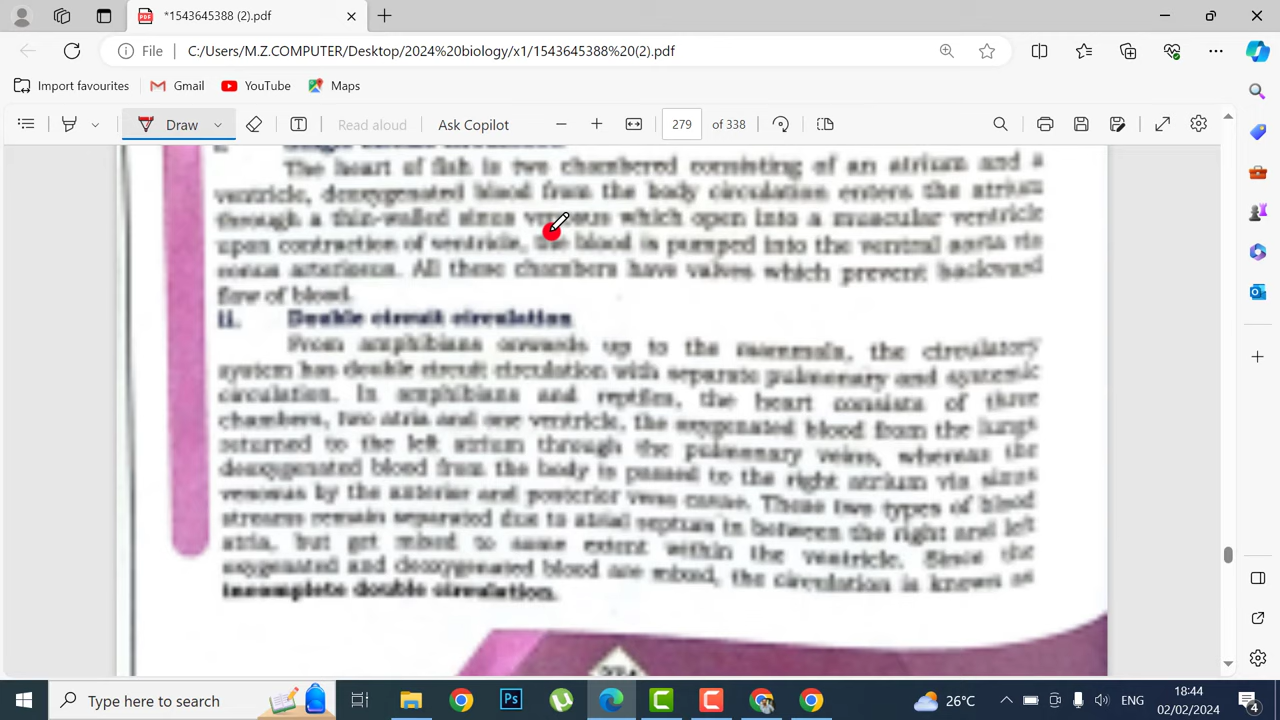 *1543645388 (2).pdf
File C:/Users/M.Z.COMPUTER/Desktop/2024%20biology/x1/1543645388%20(2).pdf
Import favourites Gmail YouTube Maps
Draw Read aloud Ask Copilot 279 of 338
The heart of fish is two chambered consisting of an atrium and a
ventricle, deoxygenated blood from the body circulation enters the atrium
through a thin-walled sinus venosus which open into a muscular ventricle
upon contraction of ventricle, the blood is pumped into the ventral aorta via
conus arteriosus. All these chambers have valves which prevent backward
flow of blood.
ii. Double circuit circulation
From amphibians onwards up to the mammals, the circulatory
system has double circuit circulation with separate pulmonary and systemic
circulation. In amphibians and reptiles, the heart consists of three
chambers, two atria and one ventricle, the oxygenated blood from the lungs
returned to the left atrium through the pulmonary veins, whereas the
deoxygenated blood from the body is passed to the right atrium via sinus
venosus by the anterior and posterior vena cavae. These two types of blood
streams remain separated due to atrial septum in between the right and left
atria, but get mixed to some extent within the ventricle. Since the
oxygenated and deoxygenated blood are mixed, the circulation is known as
incomplete double circulation.
Type here to search
26°C
ENG
18:44
02/02/2024
4